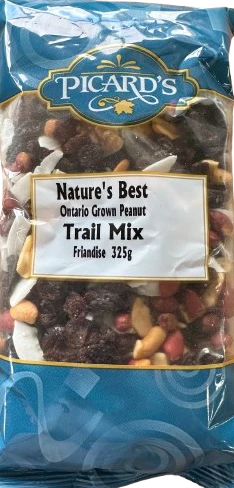 PICARD'S
Nature's Best
Ontario Grown Peanut
Trail Mix
Friandise 325g